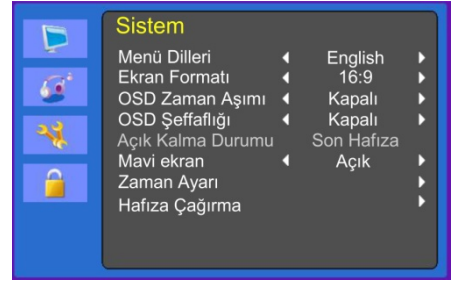 Sistem
Menü Dilleri English
Ekran Formatı 16:9
OSD Zaman Aşımı Kapalı
OSD Şeffaflığı Kapalı
Açık Kalma Durumu Son Hafıza
Mavi ekran Açık
Zaman Ayarı
Hafıza Çağırma